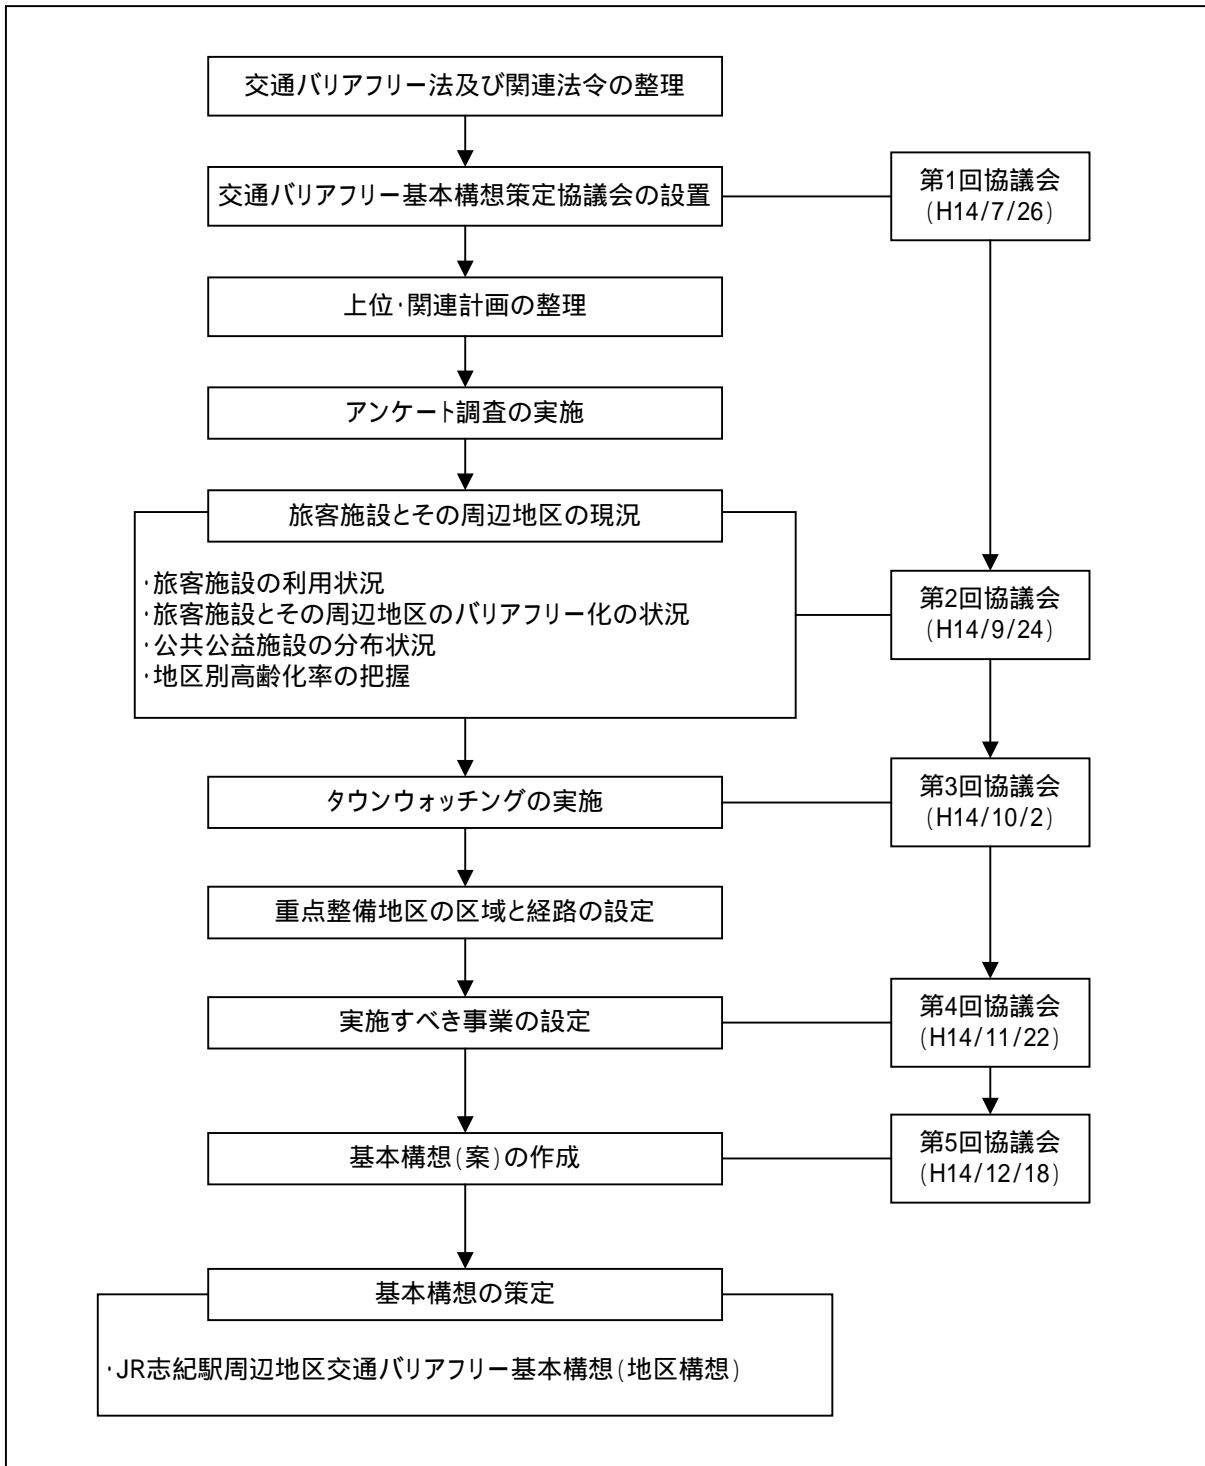 交通バリアフリー法及び関連法令の整理
交通バリアフリー基本構想策定協議会の設置
第1回協議会
(H14/7/26)
上位・関連計画の整理
アンケート調査の実施
旅客施設とその周辺地区の現況
・旅客施設の利用状況
・旅客施設とその周辺地区のバリアフリー化の状況
・公共公益施設の分布状況
・地区別高齢化率の把握
第2回協議会
(H14/9/24)
タウンウォッチングの実施
第3回協議会
(H14/10/2)
重点整備地区の区域と経路の設定
実施すべき事業の設定
第4回協議会
(H14/11/22)
基本構想(案)の作成
第5回協議会
(H14/12/18)
基本構想の策定
・JR志紀駅周辺地区交通バリアフリー基本構想(地区構想)